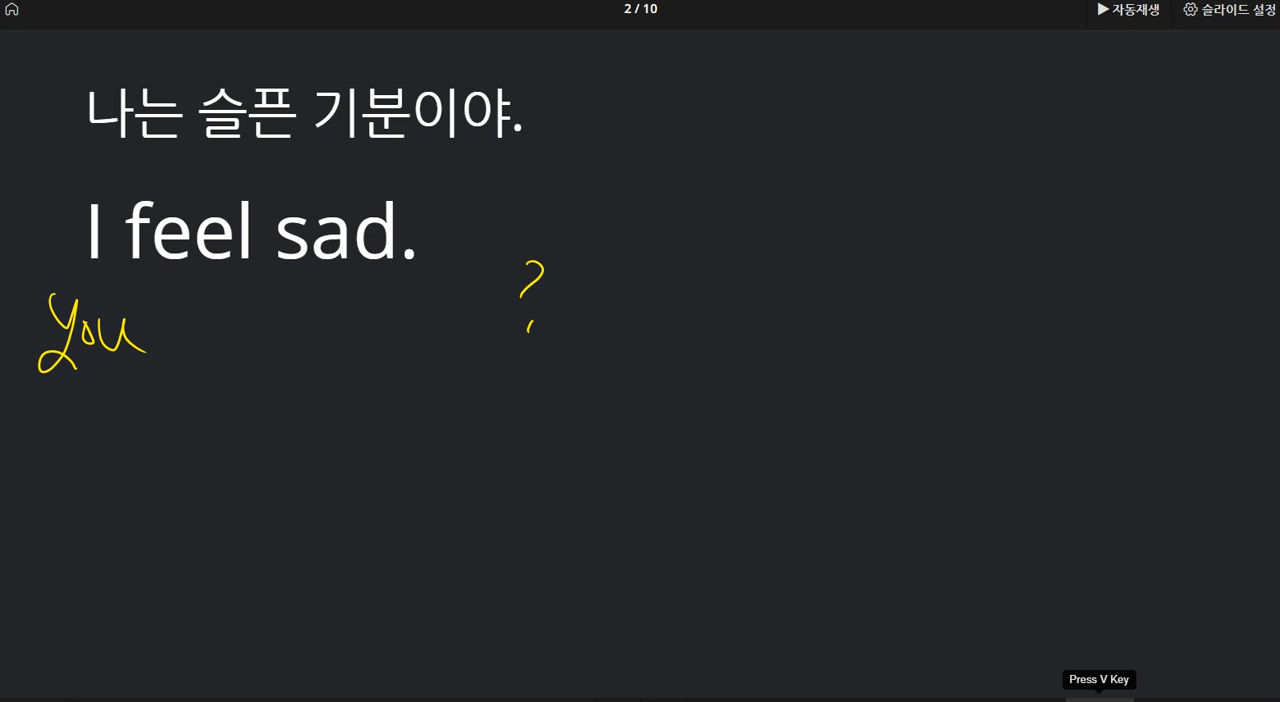 2 / 10
자동재생
슬라이드 설정
나는 슬픈 기분이야.
I feel sad.
?
You
Press V Key